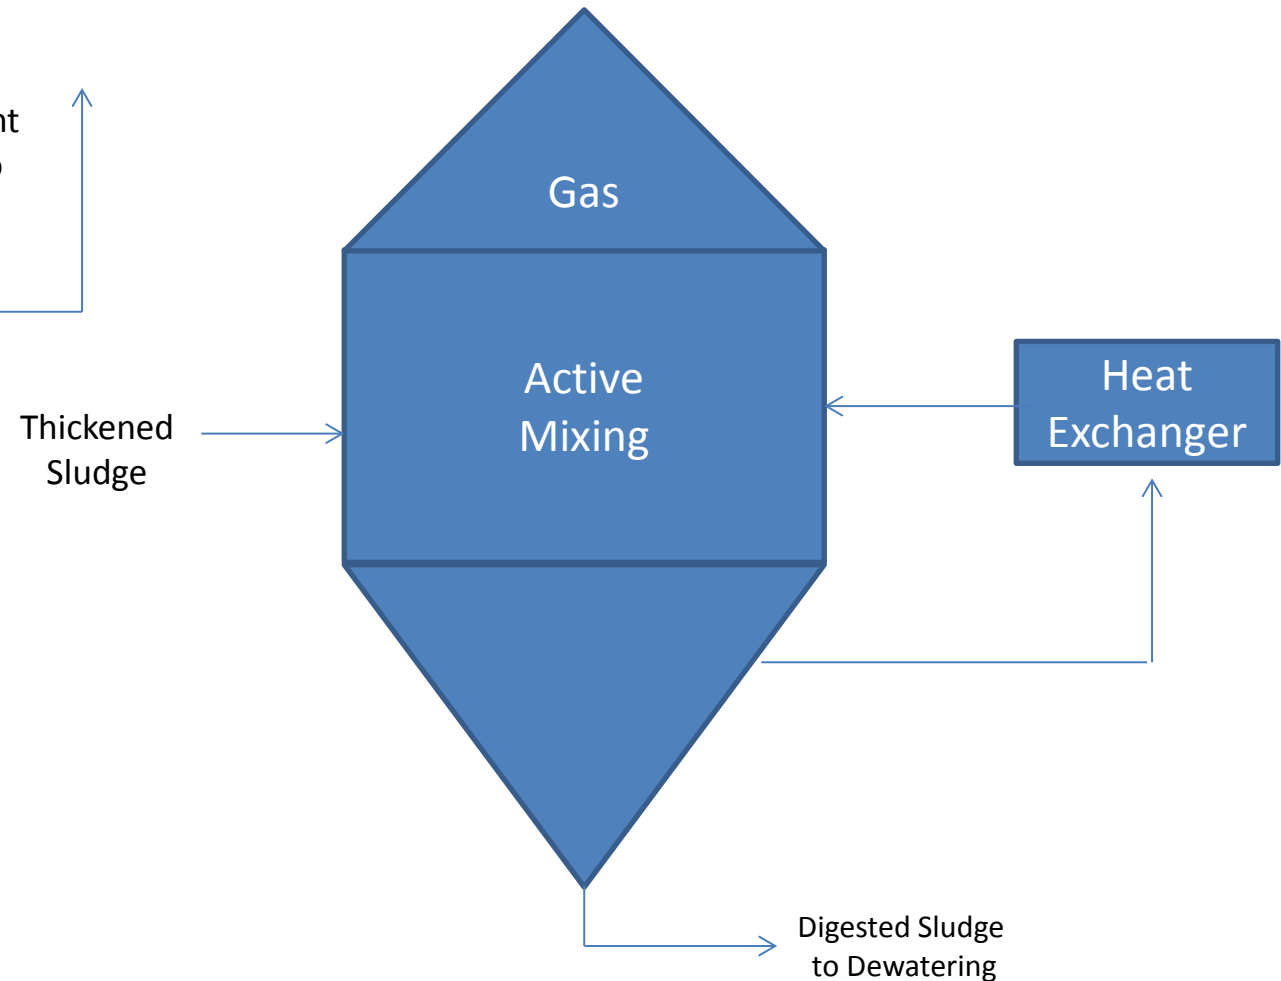 Gas
Active
Mixing
Heat
Exchanger
Thickened
Sludge
Digested Sludge
to Dewatering